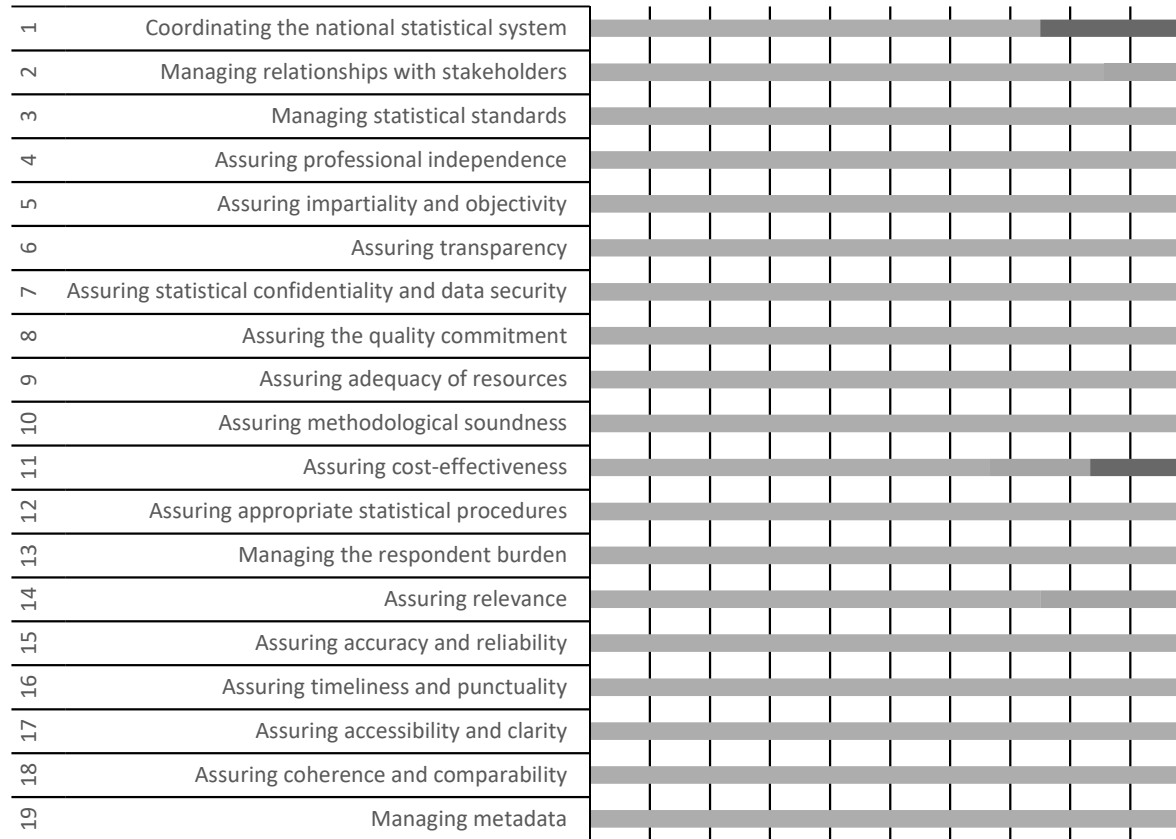 1 Coordinating the national statistical system
2 Managing relationships with stakeholders
3 Managing statistical standards
4 Assuring professional independence
5 Assuring impartiality and objectivity
6 Assuring transparency
7 Assuring statistical confidentiality and data security
8 Assuring the quality commitment
9 Assuring adequacy of resources
10 Assuring methodological soundness
11 Assuring cost-effectiveness
12 Assuring appropriate statistical procedures
13 Managing the respondent burden
14 Assuring relevance
15 Assuring accuracy and reliability
16 Assuring timeliness and punctuality
17 Assuring accessibility and clarity
18 Assuring coherence and comparability
19 Managing metadata